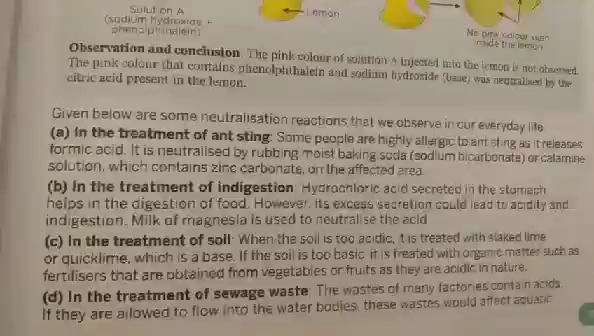 Solution A
(sodium hydroxide +
phenolphthalein)
Lemon
No pink colour seen
inside the lemon
Observation and conclusion The pink colour of solution A injected into the lemon is not observed.
The pink colour that contains phenolphthalein and sodium hydroxide (base) was neutralised by the
citric acid present in the lemon.
Given below are some neutralisation reactions that we observe in our everyday life
(a) In the treatment of ant sting: Some people are highly allergic to ant sting as it releases
formic acid. It is neutralised by rubbing moist baking soda (sodium bicarbonate) or calamine
solution, which contains zinc carbonate, on the affected area.
(b) In the treatment of indigestion: Hydrochloric acid secreted in the stomach
helps in the digestion of food. However, its excess secretion could lead to acidity and
indigestion. Milk of magnesia is used to neutralise the acid
(c) In the treatment of soil: When the soil is too acidic, it is treated with slaked lime
or quicklime, which is a base. If the soil is too basic it is treated with organic matter such as
fertilisers that are obtained from vegetables or fruits as they are acidic in nature.
(d) In the treatment of sewage waste: The wastes of many factories contain acids.
If they are allowed to flow into the water bodies, these wastes would affect aquatic